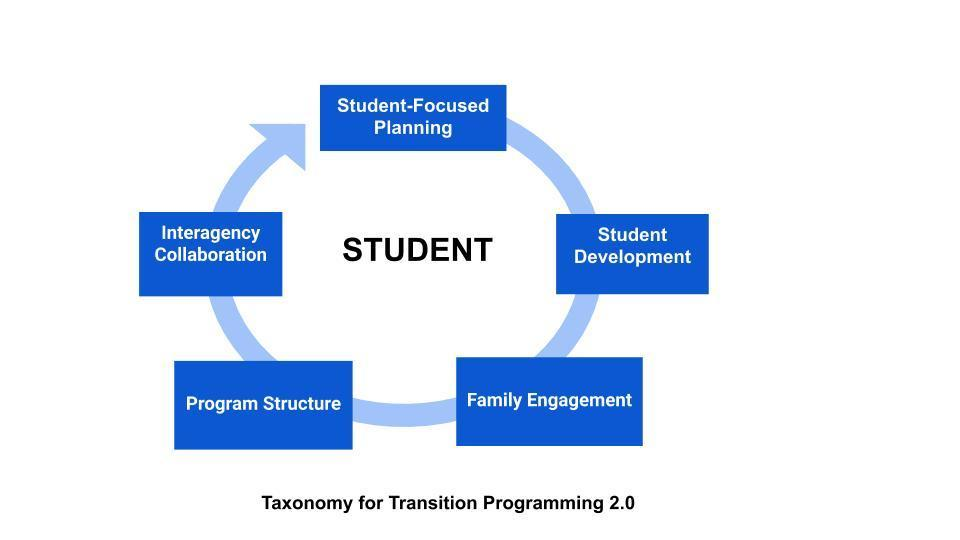 Student-Focused
Planning
Interagency
Collaboration
STUDENT
Student
Development
Program Structure
Family Engagement
Taxonomy for Transition Programming 2.0